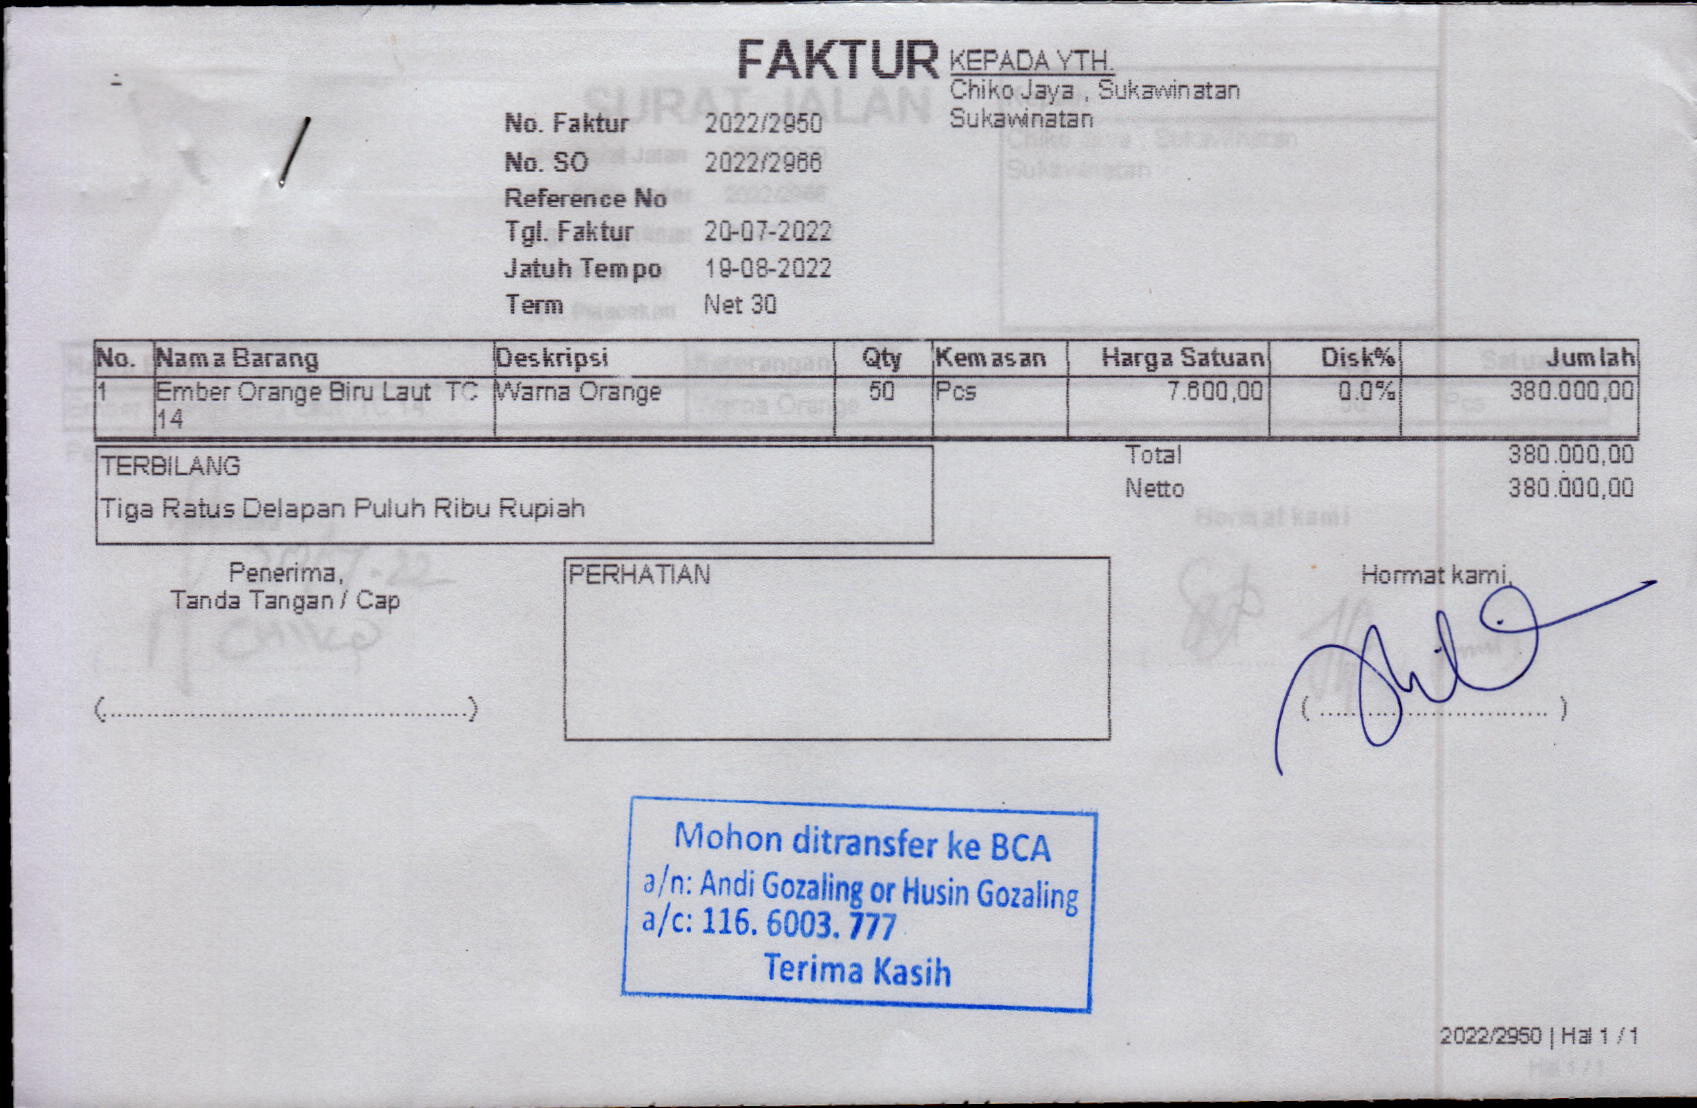 FAKTUR
KEPADA YTH.
Chiko Jaya , Sukawinatan
Sukawinatan
No. Faktur 2022/2950
No. SO 2022/2966
Reference No
Tgl. Faktur 20-07-2022
Jatuh Tempo 19-08-2022
Term Net 30
No. Nama Barang Deskripsi Qty Kemasan Harga Satuan Disk% Jumlah
1 Ember Orange Biru Laut TC Warna Orange 50 Pcs 7.600,00 0.0% 380.000,00
14
TERBILANG
Tiga Ratus Delapan Puluh Ribu Rupiah
Total 380.000,00
Netto 380.000,00
Penerima,
Tanda Tangan / Cap
(................................................)
PERHATIAN
Hormat kami,
( .............................. )
Mohon ditransfer ke BCA
a/n: Andi Gozaling or Husin Gozaling
a/c: 116. 6003. 777
Terima Kasih
2022/2950 | Hal 1 / 1